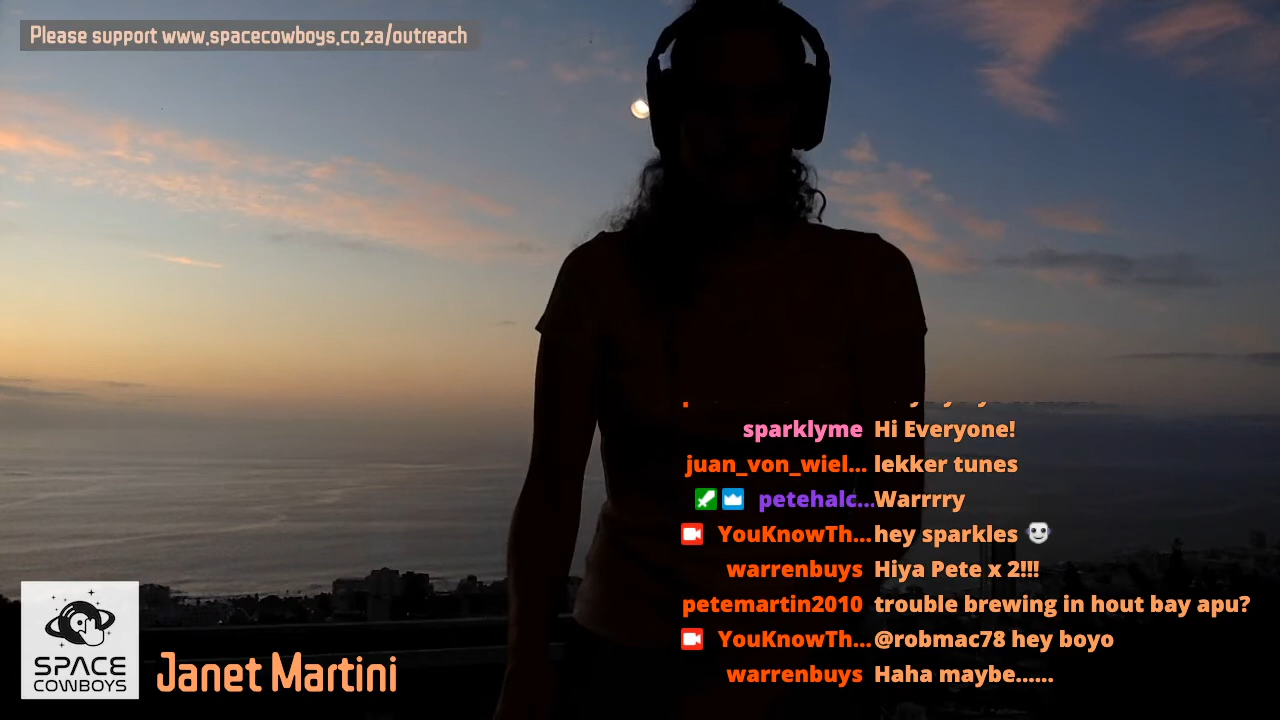 Please support www.spacecowboys.co.za/outreach
sparklyme Hi Everyone!
juan_von_wiel... lekker tunes
petehalc... Warrrry
YouKnowTh... hey sparkles
warrenbuys Hiya Pete x 2!!!
petemartin2010 trouble brewing in hout bay apu?
YouKnowTh... @robmac78 hey boyo
warrenbuys Haha maybe......
SPACE
COWBOYS
Janet Martini